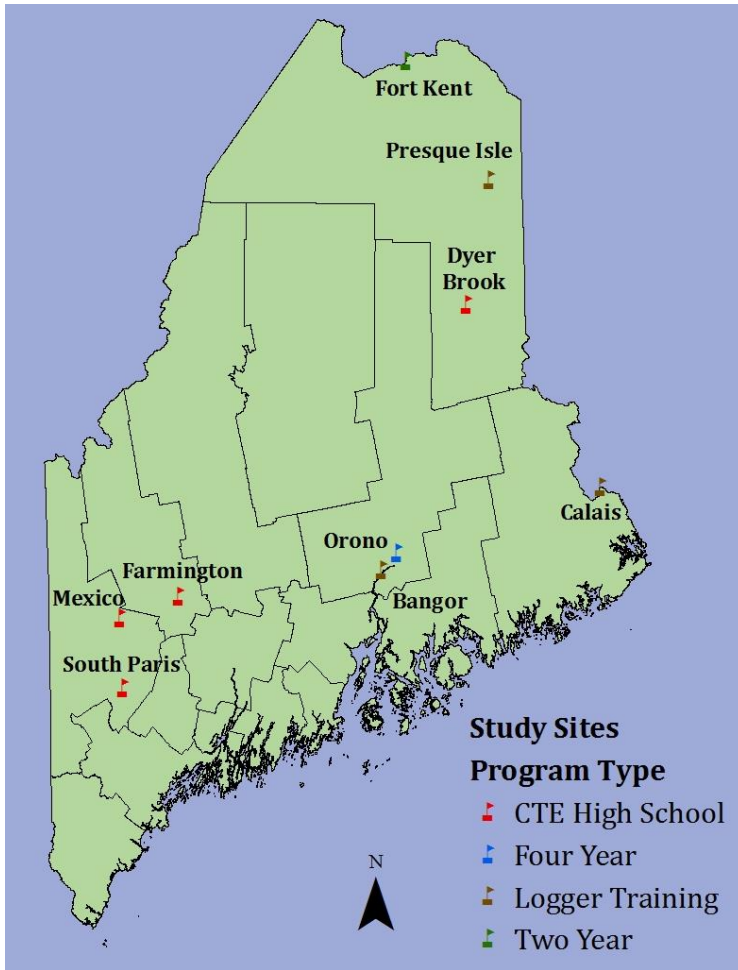 Fort Kent
Presque Isle
Dyer
Brook
Calais
Orono
Farmington
Bangor
Mexico
South Paris
Study Sites
Program Type
CTE High School
Four Year
Logger Training
Two Year
N